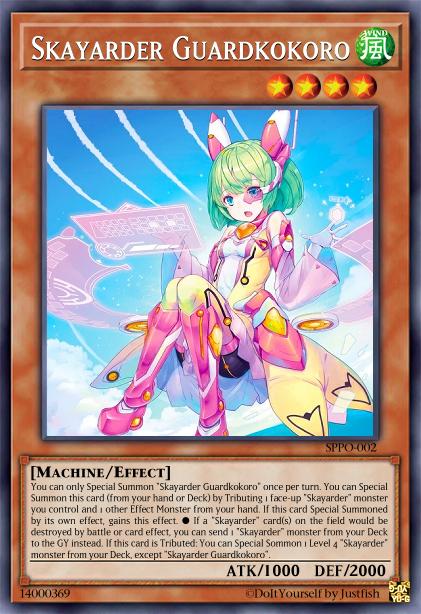 SKAYARDER GUARDKOKORO
WIND
風
SPPO-002
[MACHINE/EFFECT]
You can only Special Summon "Skayarder Guardkokoro" once per turn. You can Special
Summon this card (from your hand or Deck) by Tributing 1 face-up "Skayarder" monster
you control and 1 other Effect Monster from your hand. If this card Special Summoned
by its own effect, gains this effect. ● If a "Skayarder" card(s) on the field would be
destroyed by battle or card effect, you can send 1 "Skayarder" monster from your Deck
to the GY instead. If this card is Tributed: You can Special Sommon 1 Level 4 "Skayarder"
monster from your Deck, except "Skayarder Guardkokoro".
ATK/1000 DEF/2000
14000369
©DoItYourself by Justfish